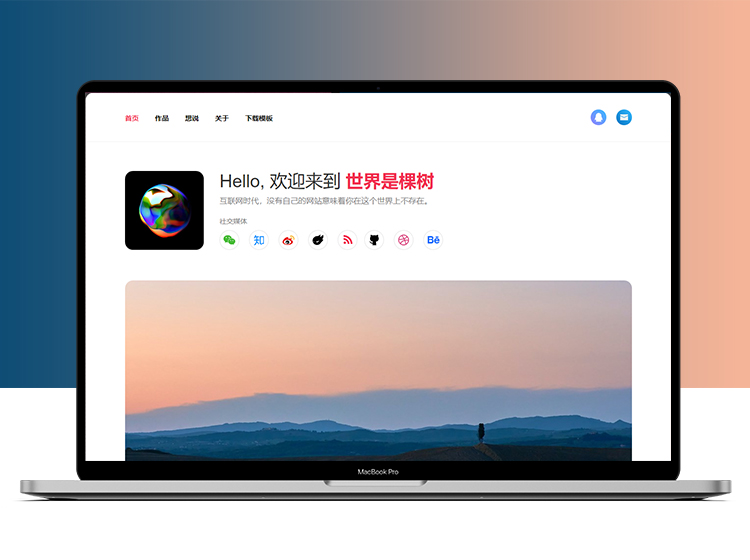 首页 作品 想说 关于 下载模板
Hello, 欢迎来到 世界是棵树
互联网时代，没有自己的网站意味着你在这个世界上不存在。
社交媒体
知
Bē
MacBook Pro